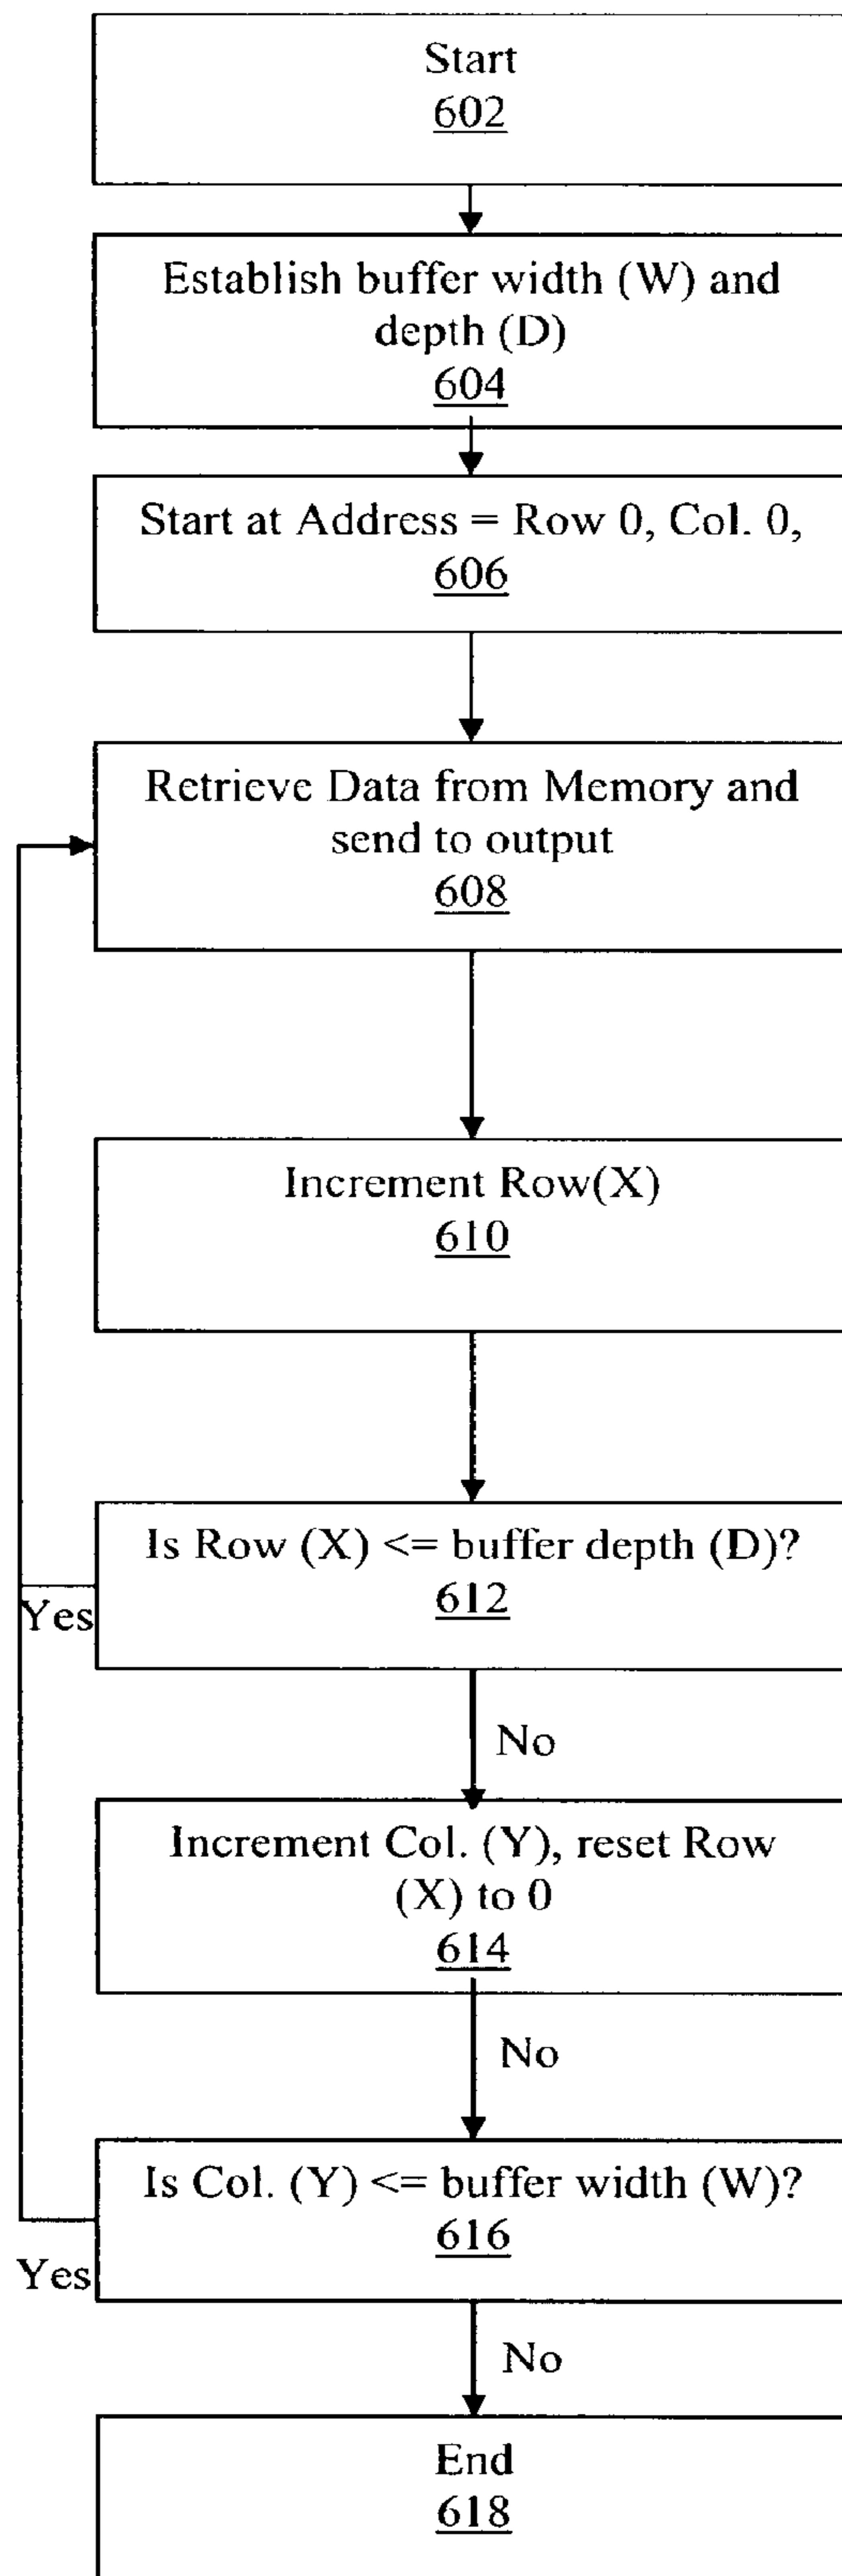 Start
602
Establish buffer width (W) and
depth (D)
604
Start at Address = Row 0, Col. 0,
606
Retrieve Data from Memory and
send to output
608
Increment Row(X)
610
Is Row (X) <= buffer depth (D)?
612
Yes
No
Increment Col. (Y), reset Row
(X) to 0
614
No
Is Col. (Y) <= buffer width (W)?
616
Yes
No
End
618